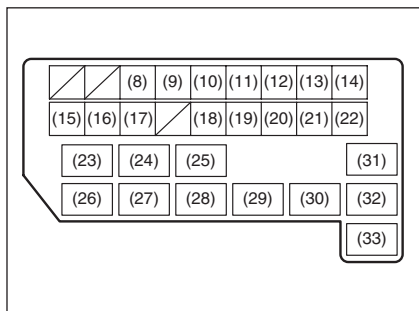 (8) (9) (10) (11) (12) (13) (14)
(15) (16) (17) (18) (19) (20) (21) (22)
(23) (24) (25) (31)
(26) (27) (28) (29) (30) (32)
(33)